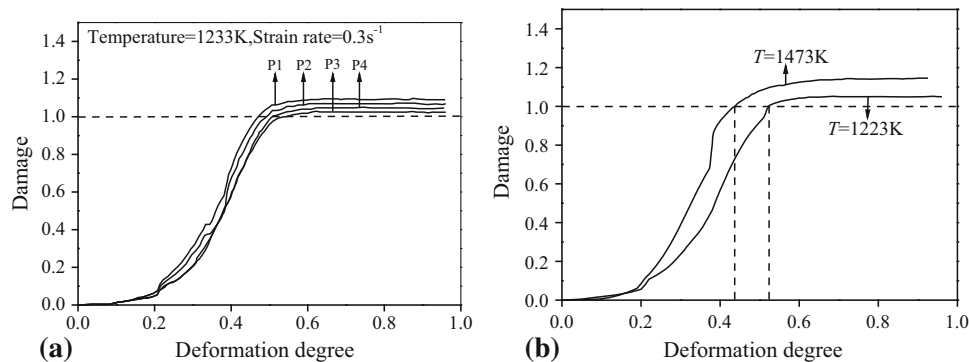 Temperature=1233K,Strain rate=0.3s⁻¹
P1 P2 P3 P4
1.4
1.2
1.0
0.8
0.6
0.4
0.2
0.0
Damage
0.0 0.2 0.4 0.6 0.8 1.0
Deformation degree
(a)
T=1473K
T=1223K
1.4
1.2
1.0
0.8
0.6
0.4
0.2
0.0
Damage
0.0 0.2 0.4 0.6 0.8 1.0
Deformation degree
(b)